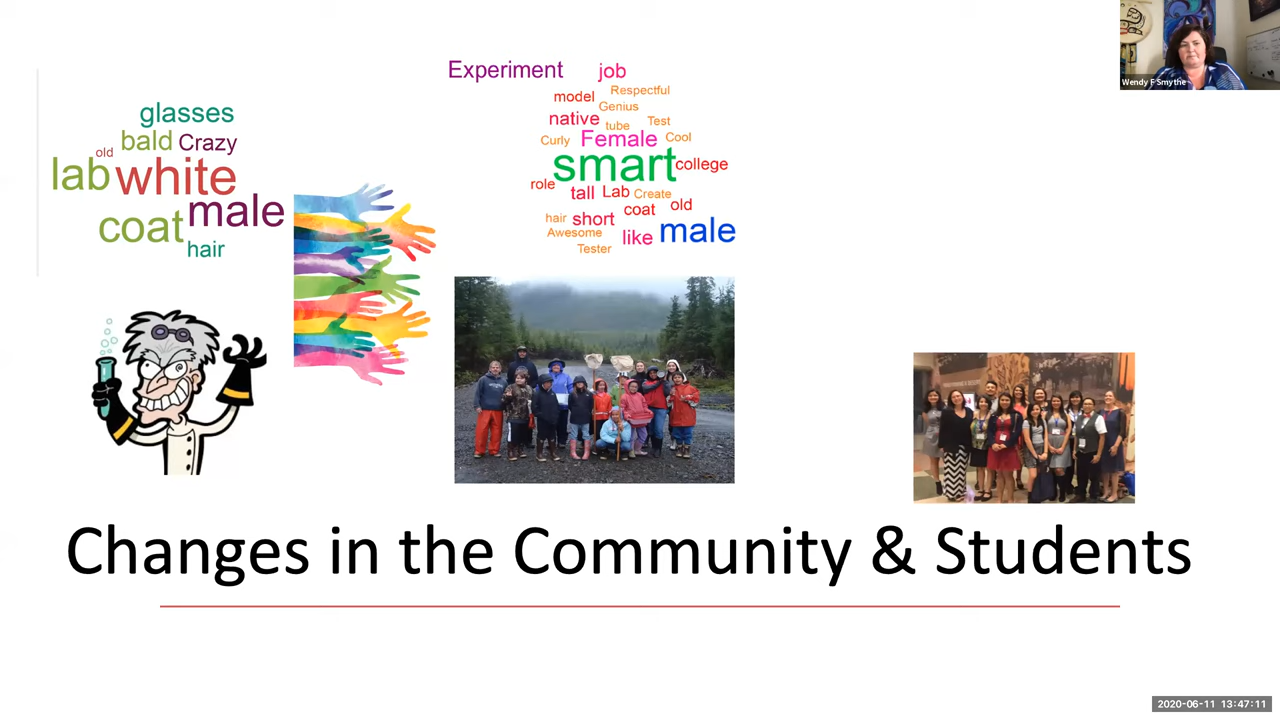 Wendy F Smythe
glasses
bald Crazy
old
lab white
coat male
hair
Experiment job
model Respectful
Genius
native tube Test
Curly Female Cool
smart college
role tall Lab Create
coat old
hair short
Awesome like male
Tester
Changes in the Community & Students
2020-06-11 13:47:11